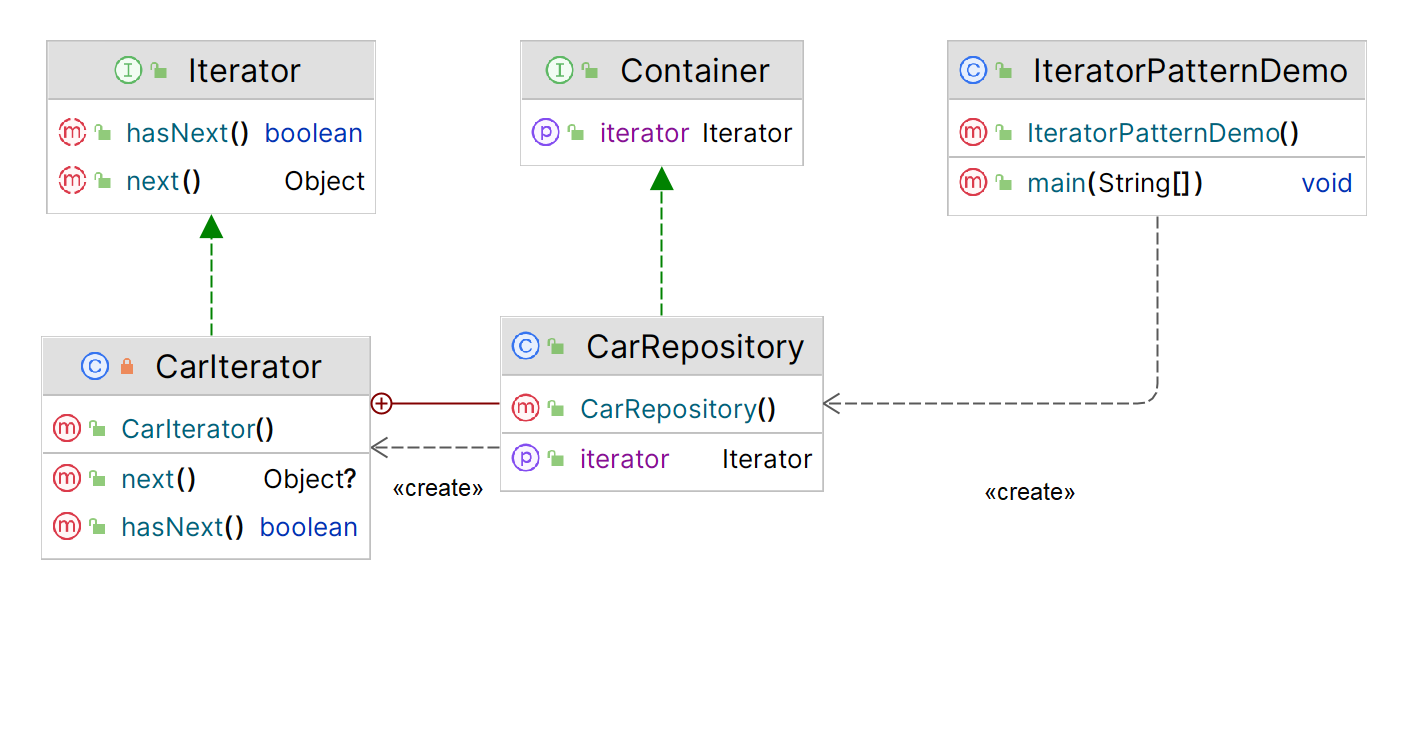 Iterator
hasNext() boolean
next() Object
Container
iterator Iterator
IteratorPatternDemo
IteratorPatternDemo()
main(String[]) void
CarIterator
CarIterator()
next() Object?
hasNext() boolean
CarRepository
CarRepository()
iterator Iterator
«create»
«create»